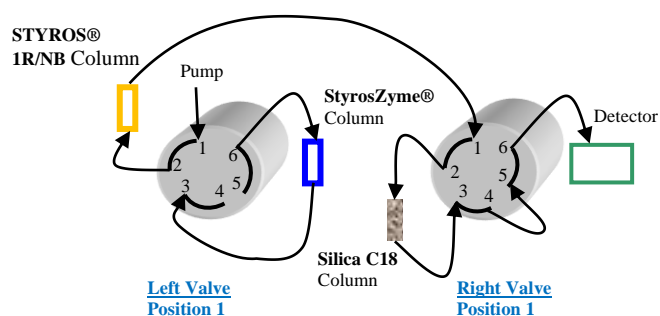 STYROS®
1R/NB Column
Pump
StyrosZyme®
Column
Detector
1
2
3
4
5
6
1
2
3
4
5
6
Silica C18
Column
Left Valve
Position 1
Right Valve
Position 1